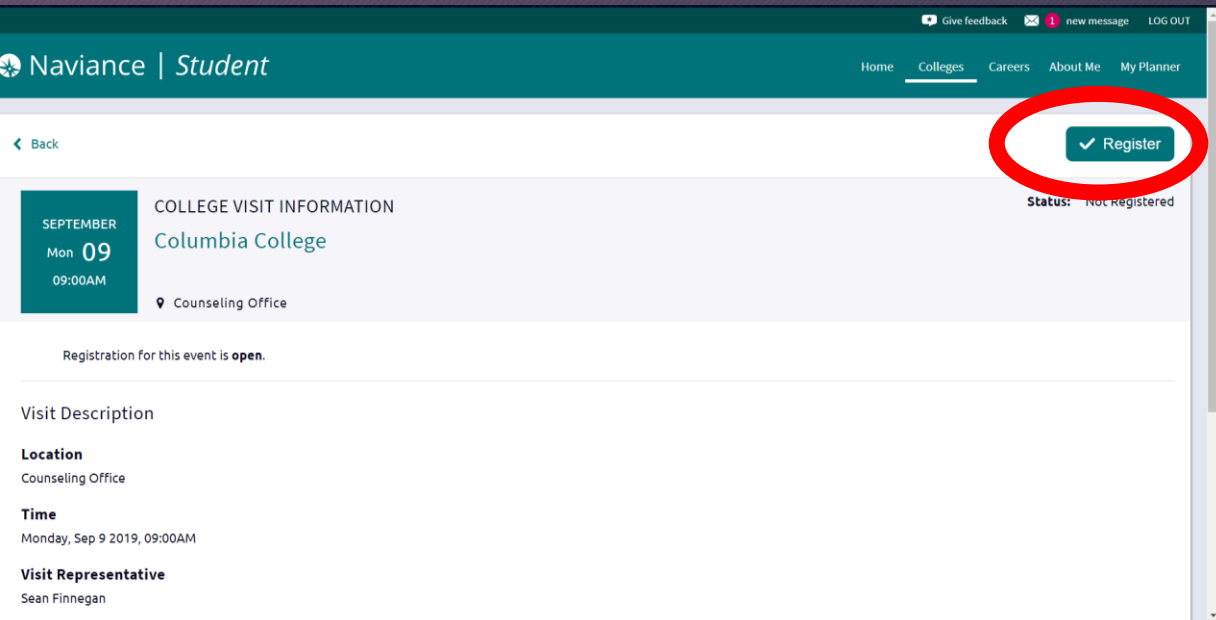 Give feedback 1 new message LOG OUT
Naviance | Student
Home Colleges Careers About Me My Planner
Back
Register
SEPTEMBER
Mon 09
09:00AM
COLLEGE VISIT INFORMATION
Columbia College
Counseling Office
Status: Not Registered
Registration for this event is open.
Visit Description
Location
Counseling Office
Time
Monday, Sep 9 2019, 09:00AM
Visit Representative
Sean Finnegan